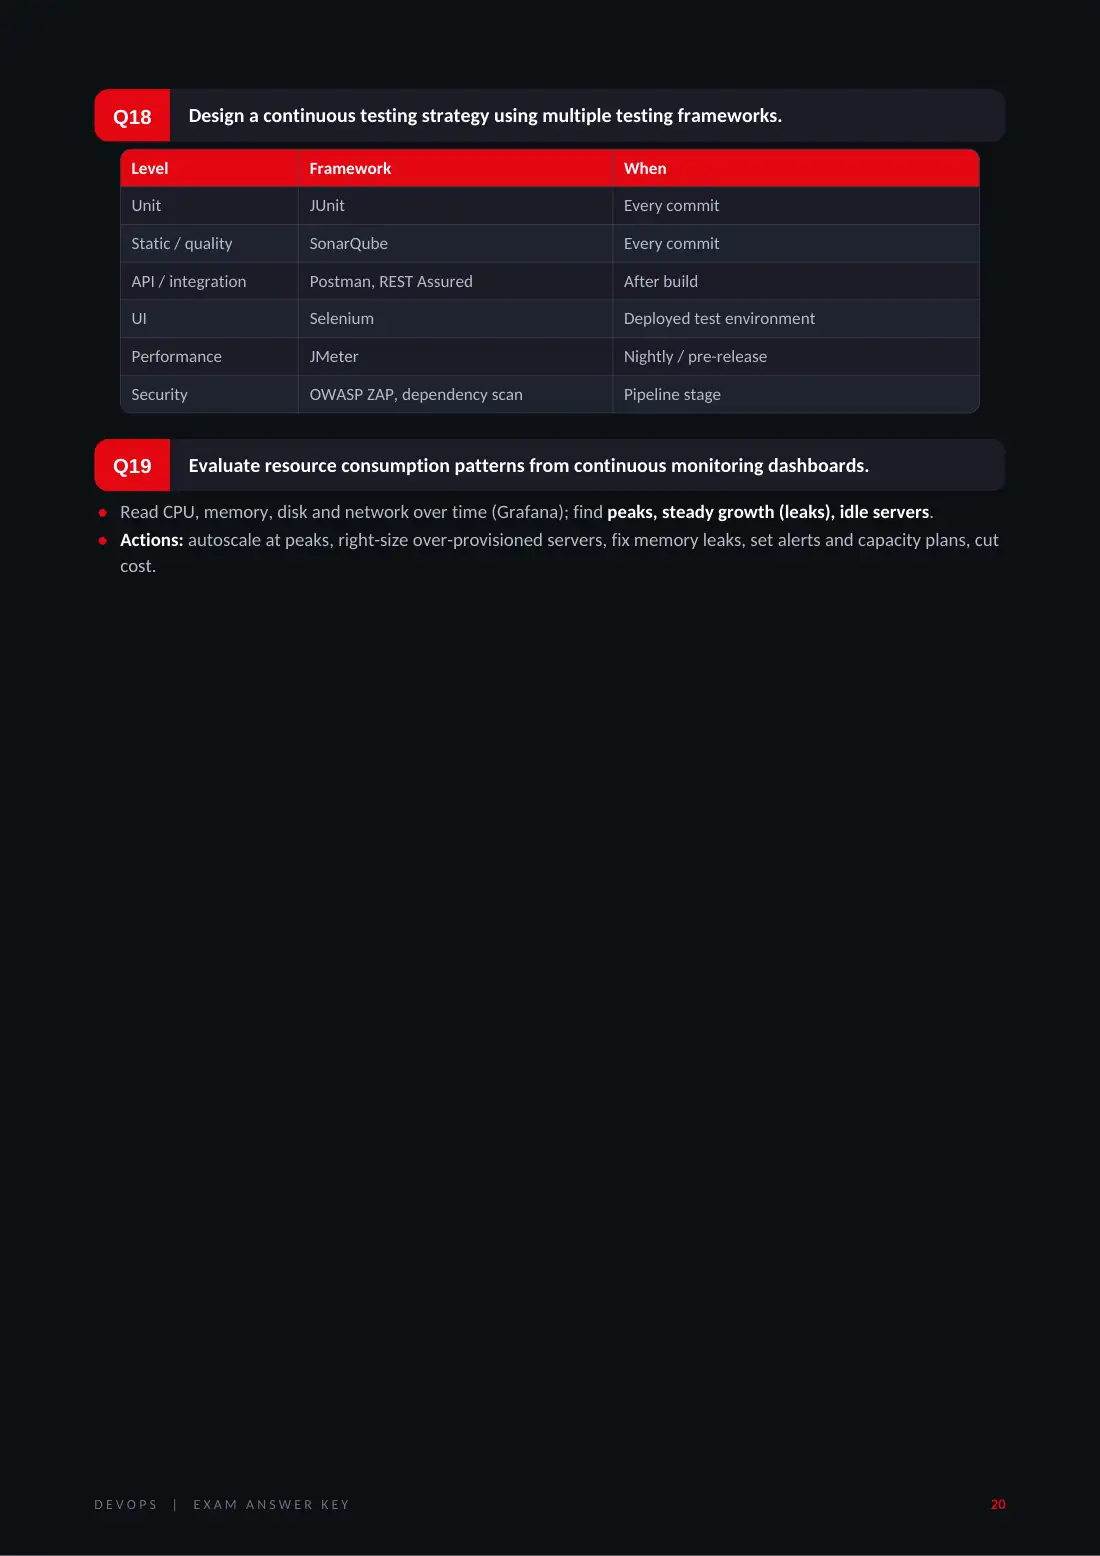 Q18 Design a continuous testing strategy using multiple testing frameworks.
Level Framework When
Unit JUnit Every commit
Static / quality SonarQube Every commit
API / integration Postman, REST Assured After build
UI Selenium Deployed test environment
Performance JMeter Nightly / pre-release
Security OWASP ZAP, dependency scan Pipeline stage
Q19 Evaluate resource consumption patterns from continuous monitoring dashboards.
• Read CPU, memory, disk and network over time (Grafana); find peaks, steady growth (leaks), idle servers.
• Actions: autoscale at peaks, right-size over-provisioned servers, fix memory leaks, set alerts and capacity plans, cut
cost.
DEVOPS | EXAM ANSWER KEY 20